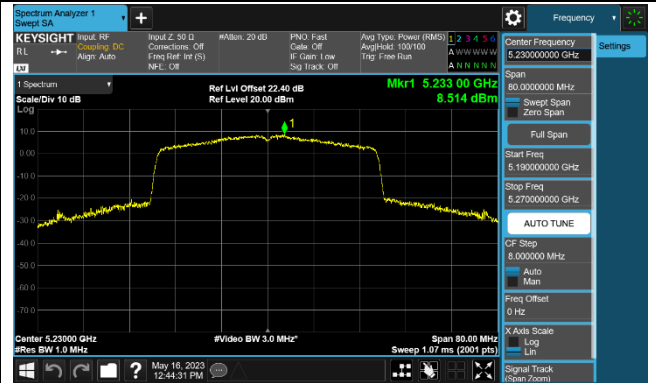 Spectrum Analyzer 1
Swept SA
+
Frequency
KEYSIGHT
RL
LXI
Input: RF
Coupling: DC
Align: Auto
Input Z: 50 Ω
Corrections: Off
Freq Ref: Int (S)
NFE: Off
#Atten: 20 dB
PNO: Fast
Gate: Off
IF Gain: Low
Sig Track: Off
Avg Type: Power (RMS)
Avg|Hold: 100/100
Trig: Free Run
1 2 3 4 5 6
A W W W W W
A N N N N N
1 Spectrum
Scale/Div 10 dB
Ref Lvl Offset 22.40 dB
Ref Level 20.00 dBm
Mkr1 5.233 00 GHz
8.514 dBm
Log
10.0
0.00
-10.0
-20.0
-30.0
-40.0
-50.0
-60.0
-70.0
1
Center 5.23000 GHz
#Res BW 1.0 MHz
#Video BW 3.0 MHz*
Span 80.00 MHz
Sweep 1.07 ms (2001 pts)
May 16, 2023
12:44:31 PM
?
Center Frequency
5.230000000 GHz
Settings
Span
80.0000000 MHz
Swept Span
Zero Span
Full Span
Start Freq
5.190000000 GHz
Stop Freq
5.270000000 GHz
AUTO TUNE
CF Step
8.000000 MHz
Auto
Man
Freq Offset
0 Hz
X Axis Scale
Log
Lin
Signal Track
(Span Zoom)